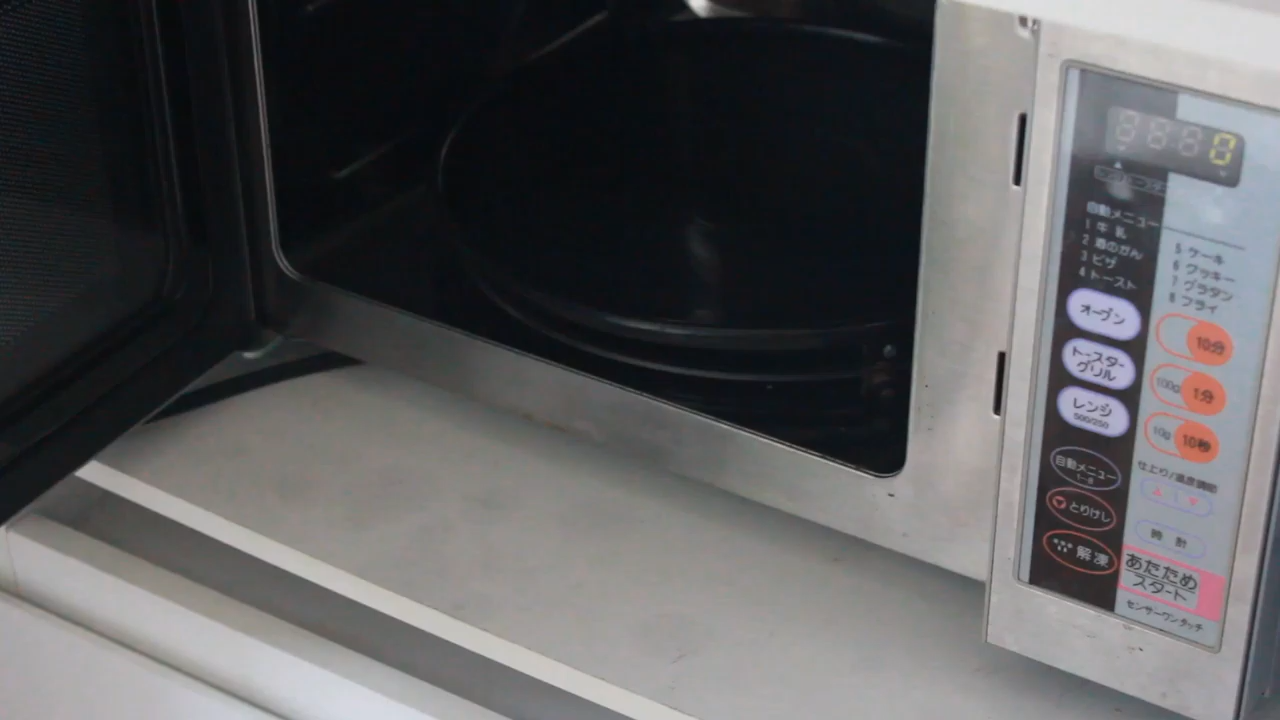 0
自動メニュー
1 牛乳
2 酒のかん
3 ピザ
4 トースト
5 ケーキ
6 クッキー
7 グラタン
8 フライ
オーブン
10分
トースター
グリル
100g 1分
レンジ
500/250
10g 10秒
自動メニュー
1〜8
仕上り/温度調節
とりけし
時計
解凍
あたため
スタート
センサーワンタッチ